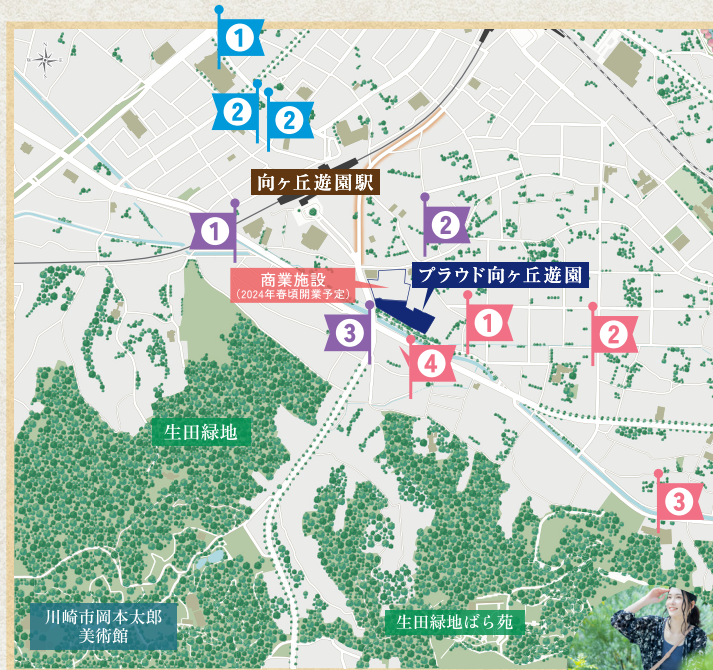 ①
②
②
向ヶ丘遊園駅
①
②
商業施設
(2024年春頃開業予定)
プラウド向ヶ丘遊園
①
②
③
④
生田緑地
③
川崎市岡本太郎
美術館
生田緑地ばら苑